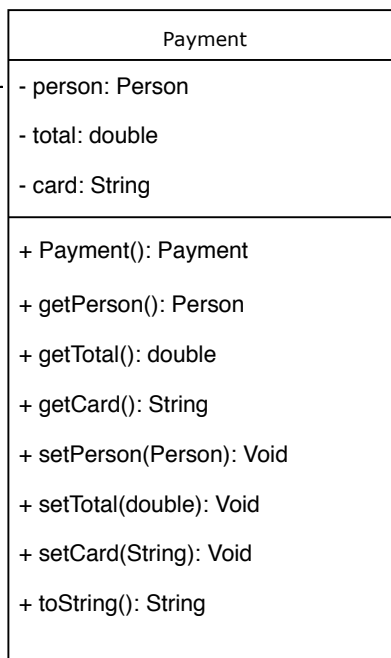 Payment
- person: Person
- total: double
- card: String
+ Payment(): Payment
+ getPerson(): Person
+ getTotal(): double
+ getCard(): String
+ setPerson(Person): Void
+ setTotal(double): Void
+ setCard(String): Void
+ toString(): String